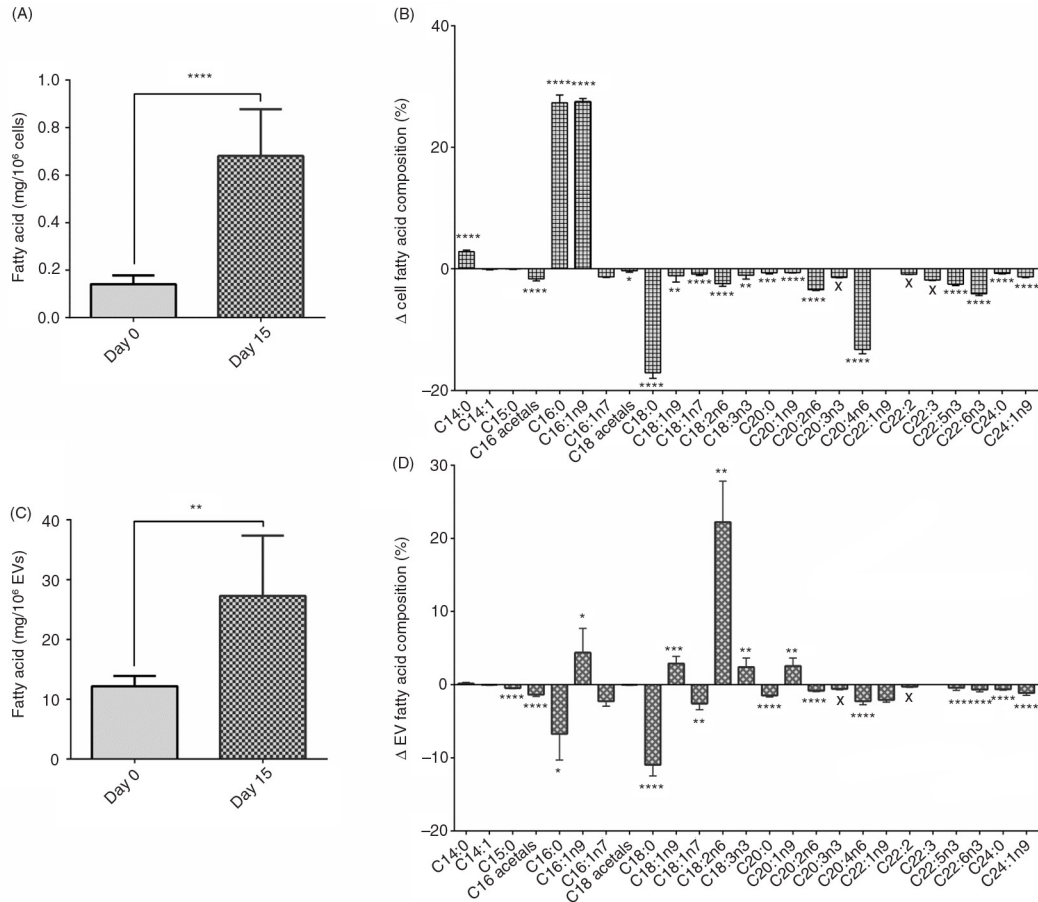 (A)
Fatty acid (mg/10⁶ cells)
1.0
0.8
0.6
0.4
0.2
0.0
****
Day 0
Day 15
(B)
Δ cell fatty acid composition (%)
40
20
0
−20
****
****
****
****
*
****
**
****
****
**
***
****
****
X
****
X
X
****
****
****
****
C14:0
C14:1
C15:0
C16 acetals
C16:0
C16:1n9
C16:1n7
C18 acetals
C18:0
C18:1n9
C18:1n7
C18:2n6
C18:3n3
C20:0
C20:1n9
C20:2n6
C20:3n3
C20:4n6
C22:1n9
C22:2
C22:3
C22:5n3
C22:6n3
C24:0
C24:1n9
(C)
Fatty acid (mg/10⁶ EVs)
40
30
20
10
0
**
Day 0
Day 15
(D)
Δ EV fatty acid composition (%)
30
20
10
0
−10
−20
****
****
*
*
****
***
**
**
**
****
**
****
X
****
X
*******
****
****
C14:0
C14:1
C15:0
C16 acetals
C16:0
C16:1n9
C16:1n7
C18 acetals
C18:0
C18:1n9
C18:1n7
C18:2n6
C18:3n3
C20:0
C20:1n9
C20:2n6
C20:3n3
C20:4n6
C22:1n9
C22:2
C22:3
C22:5n3
C22:6n3
C24:0
C24:1n9